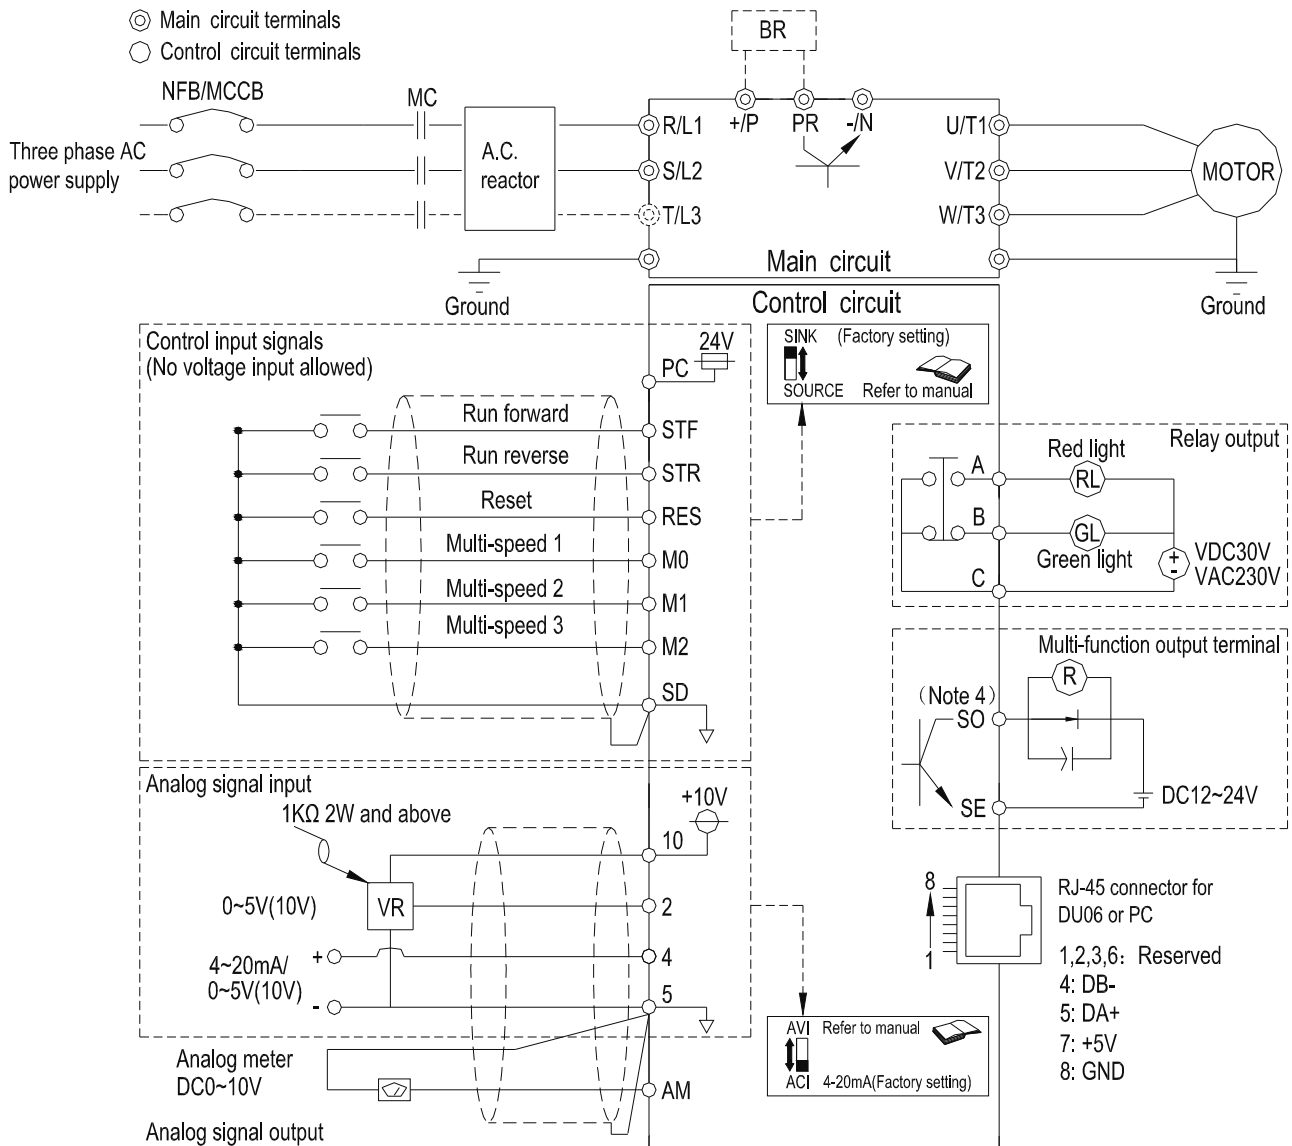 Main circuit terminals
Control circuit terminals
BR
NFB/MCCB
MC
Three phase AC
power supply
A.C.
reactor
R/L1
S/L2
T/L3
+/P
PR
-/N
U/T1
V/T2
W/T3
MOTOR
Main circuit
Ground
Ground
Control circuit
Control input signals
(No voltage input allowed)
24V
PC
SINK (Factory setting)
SOURCE Refer to manual
Run forward
STF
Run reverse
STR
Reset
RES
Multi-speed 1
M0
Multi-speed 2
M1
Multi-speed 3
M2
SD
Relay output
Red light
A
RL
B
GL
Green light
C
+
-
VDC30V
VAC230V
Multi-function output terminal
R
(Note 4)
SO
SE
DC12~24V
Analog signal input
1KΩ 2W and above
+10V
10
0~5V(10V)
VR
2
4~20mA/
0~5V(10V)
+
4
-
5
Analog meter
DC0~10V
AM
Analog signal output
AVI Refer to manual
ACI 4-20mA(Factory setting)
8
1
RJ-45 connector for
DU06 or PC
1,2,3,6: Reserved
4: DB-
5: DA+
7: +5V
8: GND